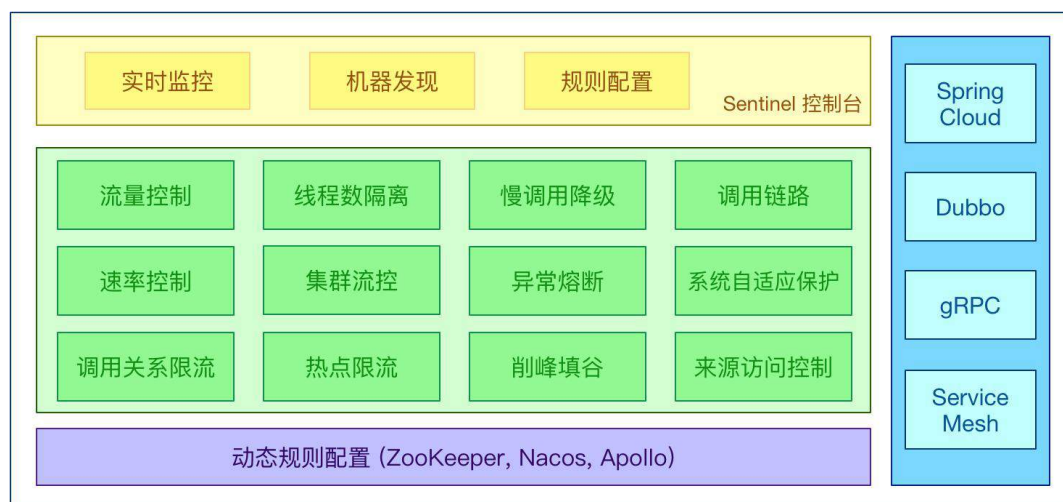 实时监控
机器发现
规则配置
Sentinel 控制台
流量控制
线程数隔离
慢调用降级
调用链路
速率控制
集群流控
异常熔断
系统自适应保护
调用关系限流
热点限流
削峰填谷
来源访问控制
动态规则配置 (ZooKeeper, Nacos, Apollo)
Spring
Cloud
Dubbo
gRPC
Service
Mesh